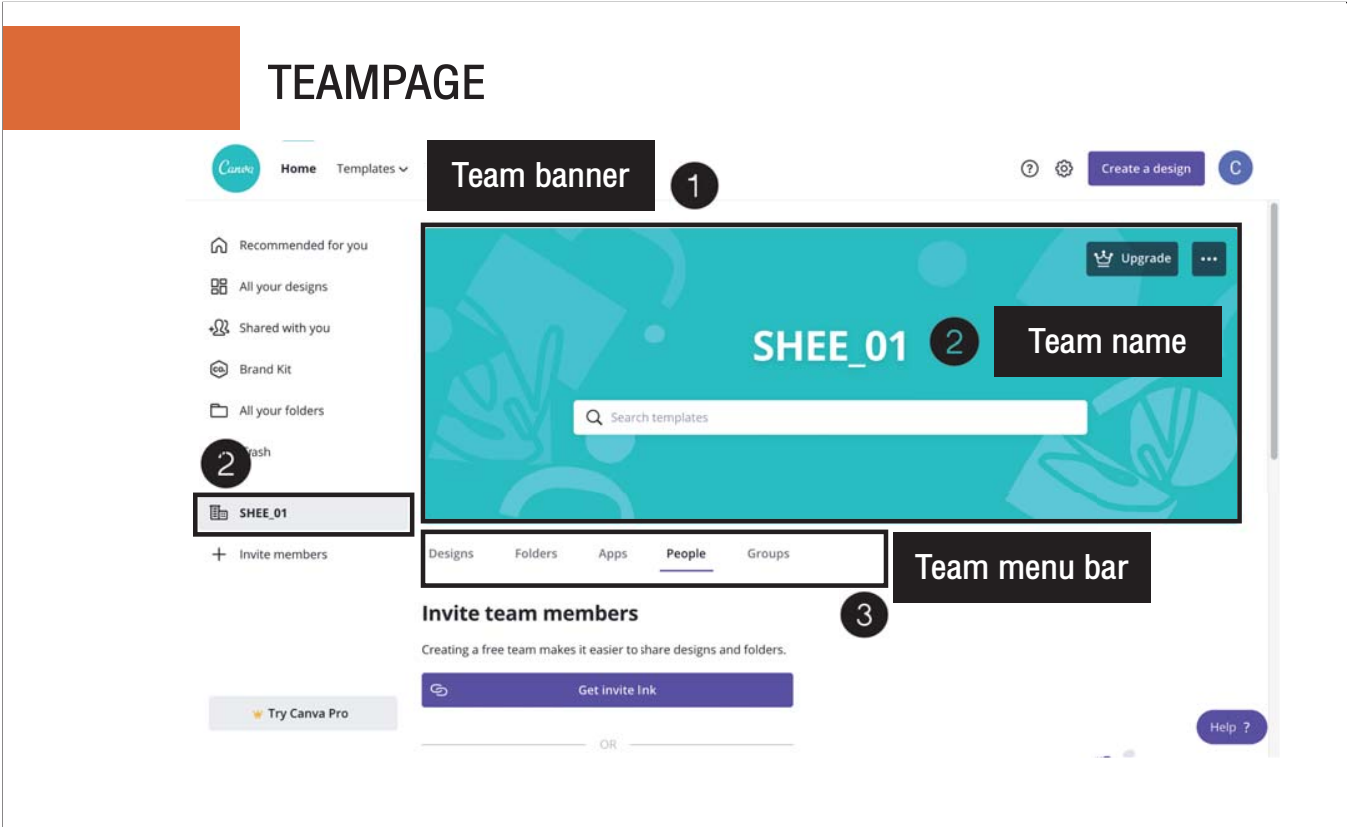 TEAMPAGE
Canva
Home
Templates
Team banner
1
?
Create a design
C
Recommended for you
All your designs
Shared with you
CO.
Brand Kit
All your folders
2
SHEE_01
Invite members
Try Canva Pro
Upgrade
SHEE_01
2
Team name
Search templates
Designs Folders Apps People Groups
Team menu bar
3
Invite team members
Creating a free team makes it easier to share designs and folders.
Get invite lnk
OR
Help ?